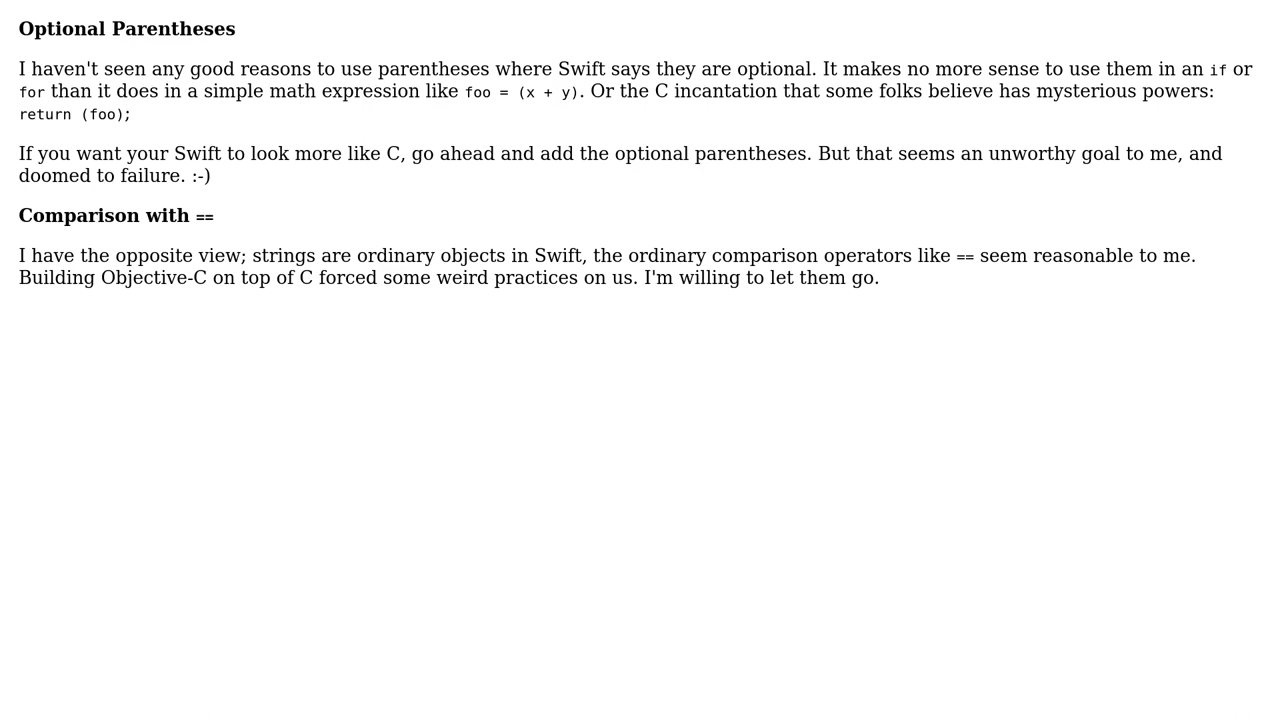 Optional Parentheses
I haven't seen any good reasons to use parentheses where Swift says they are optional. It makes no more sense to use them in an if or
for than it does in a simple math expression like foo = (x + y). Or the C incantation that some folks believe has mysterious powers:
return (foo);
If you want your Swift to look more like C, go ahead and add the optional parentheses. But that seems an unworthy goal to me, and
doomed to failure. :-)
Comparison with ==
I have the opposite view; strings are ordinary objects in Swift, the ordinary comparison operators like == seem reasonable to me.
Building Objective-C on top of C forced some weird practices on us. I'm willing to let them go.